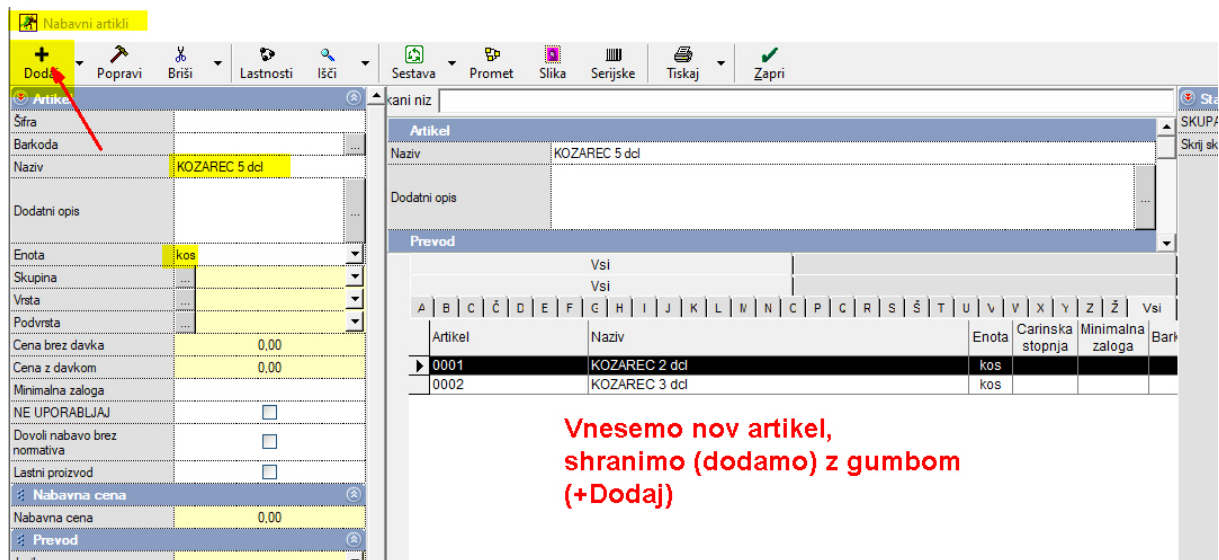 Nabavni artikli
Dodaj Popravi Briši Lastnosti Išči Sestava Promet Slika Serijske Tiskaj Zapri
Artikel
Šifra
Barkoda ...
Naziv KOZAREC 5 dcl
Dodatni opis ...
Enota kos
Skupina ...
Vrsta ...
Podvrsta ...
Cena brez davka 0,00
Cena z davkom 0,00
Minimalna zaloga
NE UPORABLJAJ
Dovoli nabavo brez
normativa
Lastni proizvod
Nabavna cena
Nabavna cena 0,00
Prevod
kani niz
Artikel
Naziv KOZAREC 5 dcl
Dodatni opis ...
Prevod
Vsi
Vsi
A B C Č D E F G H I J K L M N O P Q R S Š T U V W X Y Z Ž Vsi
Artikel Naziv Enota Carinska stopnja Minimalna zaloga Bark
0001 KOZAREC 2 dcl kos
0002 KOZAREC 3 dcl kos
Vnesemo nov artikel,
shranimo (dodamo) z gumbom
(+Dodaj)
Sta
SKUPA
Skrij sk